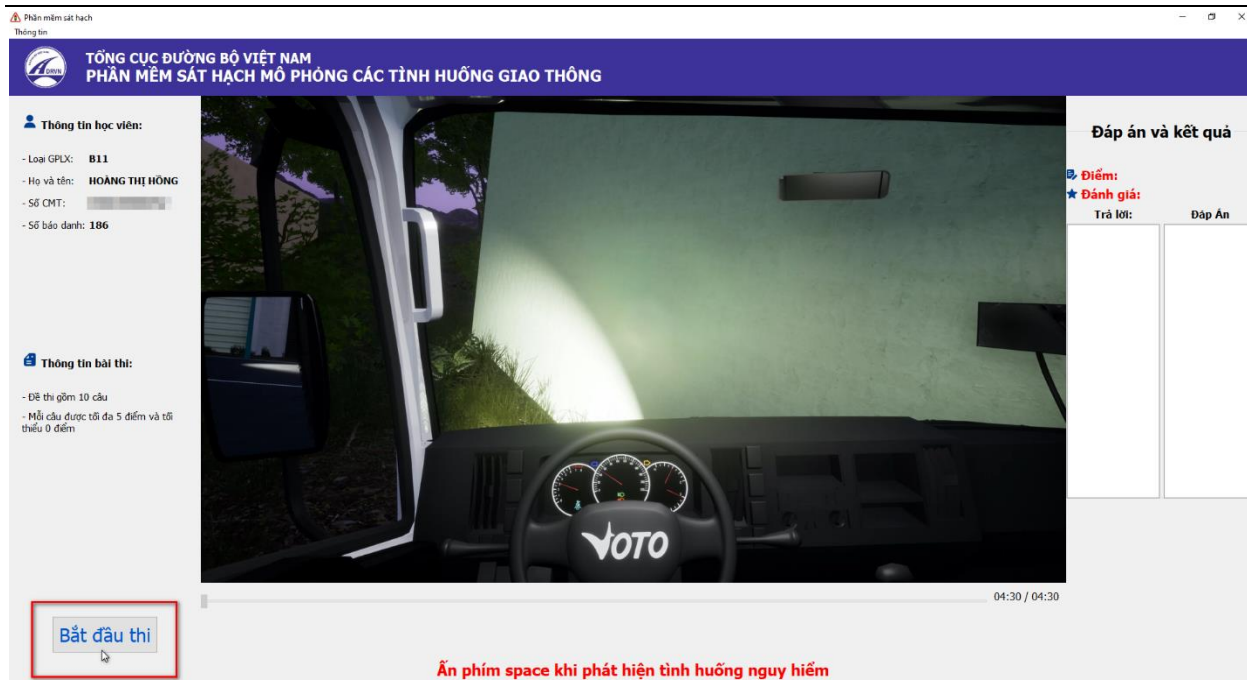 Phần mềm sát hạch
Thông tin
TỔNG CỤC ĐƯỜNG BỘ VIỆT NAM
PHẦN MỀM SÁT HẠCH MÔ PHỎNG CÁC TÌNH HUỐNG GIAO THÔNG
DRVN
Thông tin học viên:
- Loại GPLX: B11
- Họ và tên: HOÀNG THỊ HỒNG
- Số CMT:
- Số báo danh: 186
Thông tin bài thi:
- Đề thi gồm 10 câu
- Mỗi câu được tối đa 5 điểm và tối
thiểu 0 điểm
Bắt đầu thi
VOTO
04:30 / 04:30
Ấn phím space khi phát hiện tình huống nguy hiểm
Đáp án và kết quả
Điểm:
Đánh giá:
Trả lời: Đáp Án